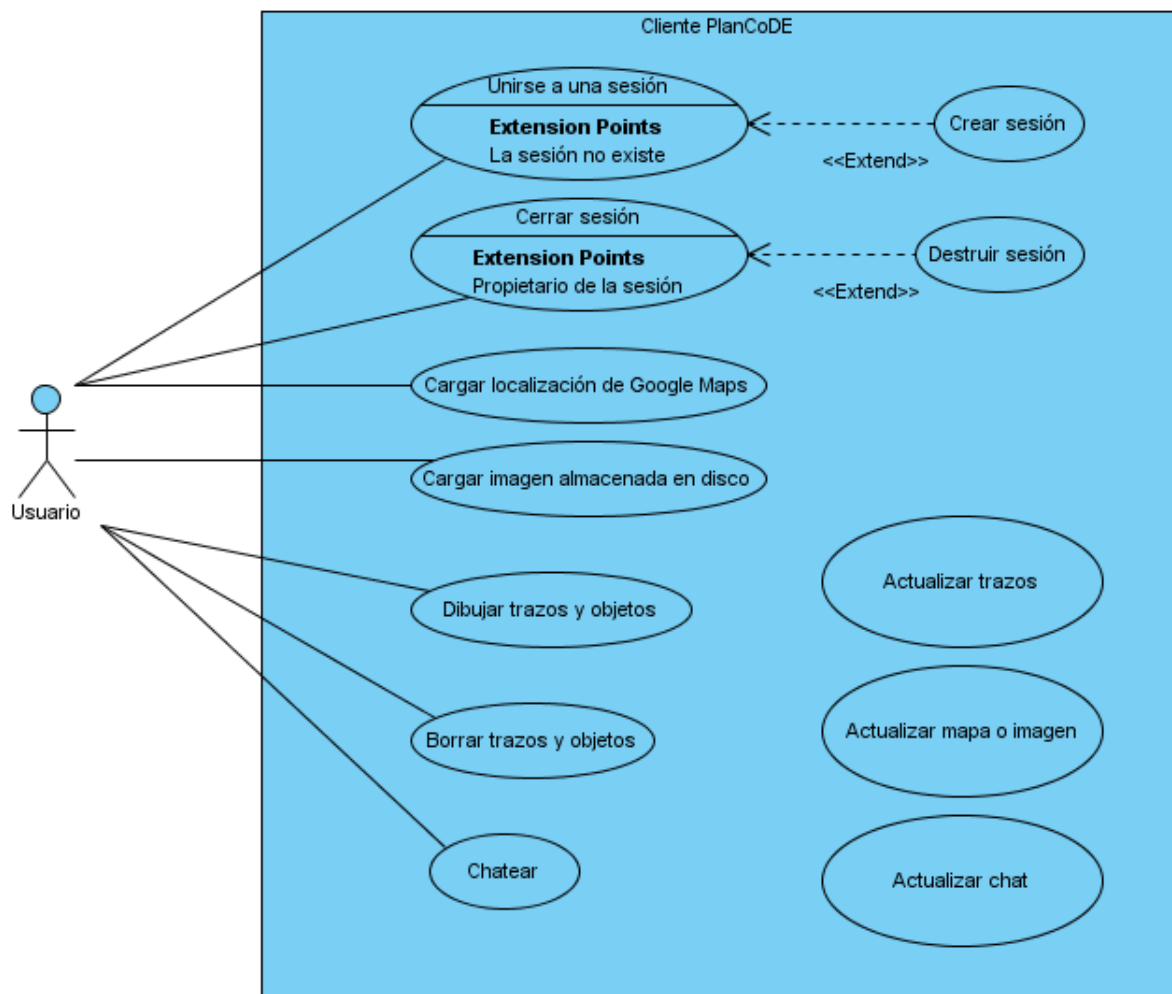 Cliente PlanCoDE
Unirse a una sesión
Extension Points
La sesión no existe
Crear sesión
<<Extend>>
Cerrar sesión
Extension Points
Propietario de la sesión
Destruir sesión
<<Extend>>
Cargar localización de Google Maps
Cargar imagen almacenada en disco
Usuario
Dibujar trazos y objetos
Actualizar trazos
Borrar trazos y objetos
Actualizar mapa o imagen
Chatear
Actualizar chat